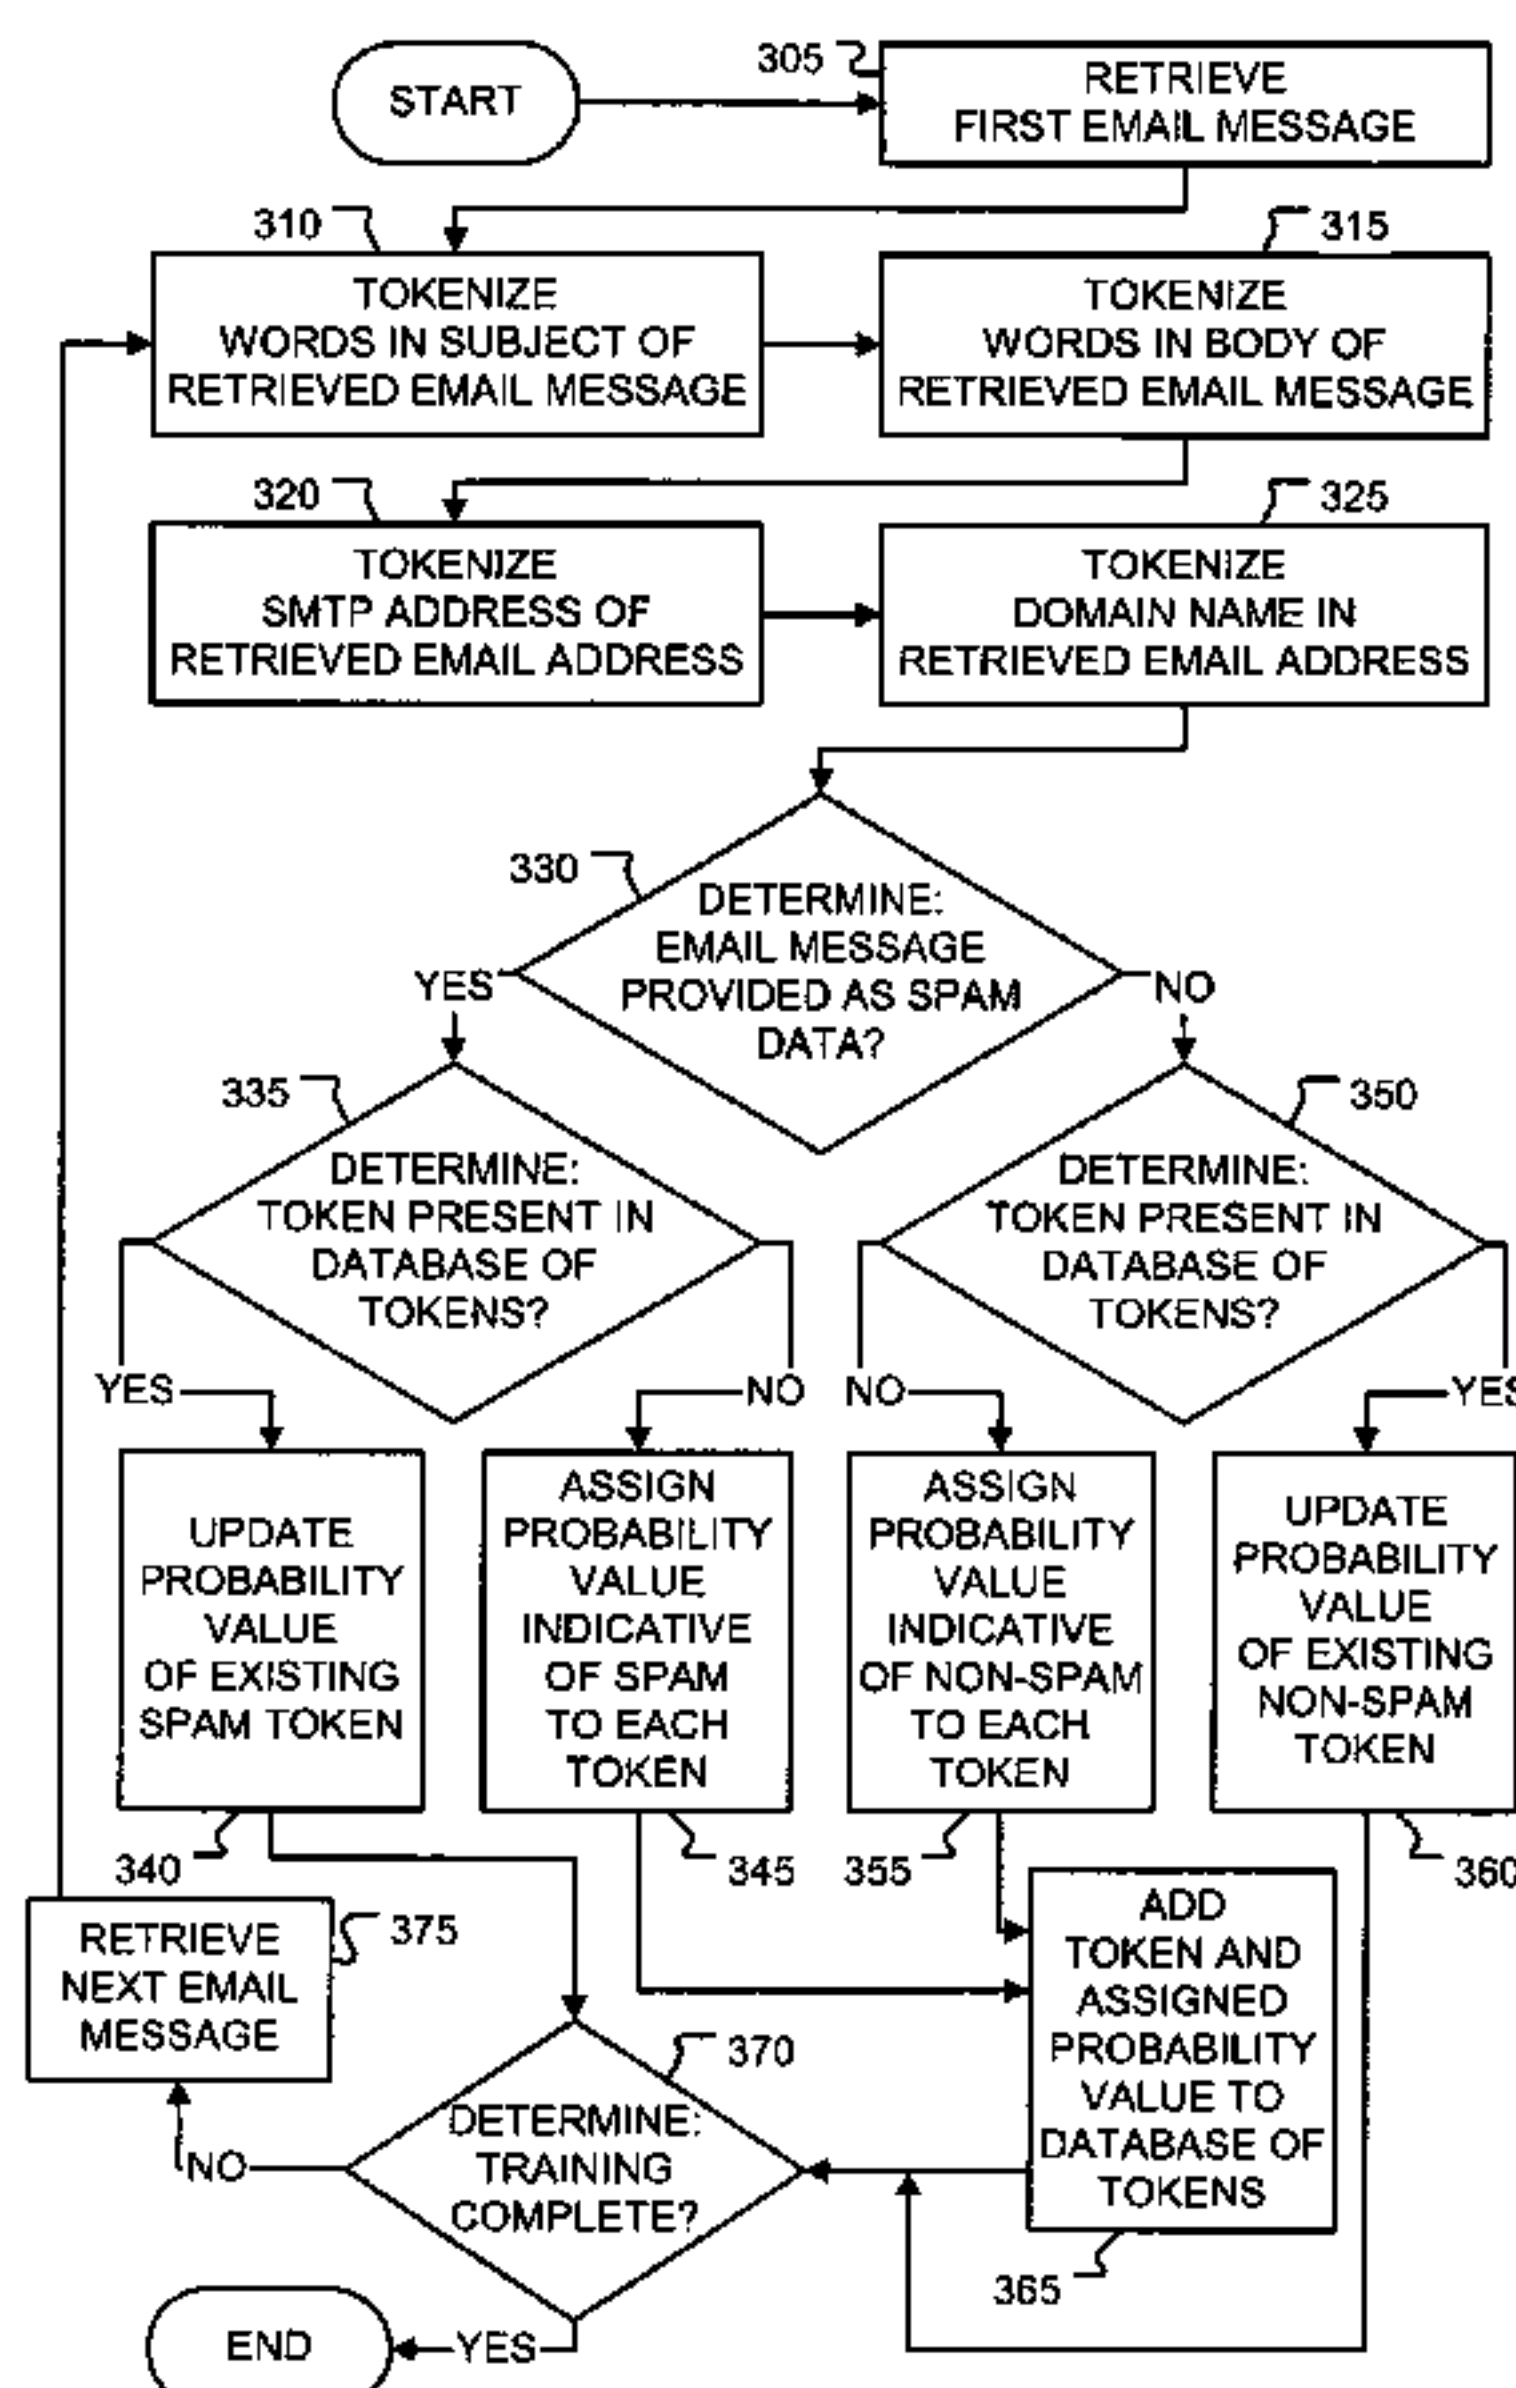 START
305
RETRIEVE
FIRST EMAIL MESSAGE
310
TOKENIZE
WORDS IN SUBJECT OF
RETRIEVED EMAIL MESSAGE
315
TOKENIZE
WORDS IN BODY OF
RETRIEVED EMAIL MESSAGE
320
TOKENIZE
SMTP ADDRESS OF
RETRIEVED EMAIL ADDRESS
325
TOKENIZE
DOMAIN NAME IN
RETRIEVED EMAIL ADDRESS
330
DETERMINE:
EMAIL MESSAGE
PROVIDED AS SPAM
DATA?
YES
NO
335
DETERMINE:
TOKEN PRESENT IN
DATABASE OF
TOKENS?
350
DETERMINE:
TOKEN PRESENT IN
DATABASE OF
TOKENS?
YES
NO
NO
YES
UPDATE
PROBABILITY
VALUE
OF EXISTING
SPAM TOKEN
340
ASSIGN
PROBABILITY
VALUE
INDICATIVE
OF SPAM
TO EACH
TOKEN
345
ASSIGN
PROBABILITY
VALUE
INDICATIVE
OF NON-SPAM
TO EACH
TOKEN
355
UPDATE
PROBABILITY
VALUE
OF EXISTING
NON-SPAM
TOKEN
360
RETRIEVE
NEXT EMAIL
MESSAGE
375
ADD
TOKEN AND
ASSIGNED
PROBABILITY
VALUE TO
DATABASE OF
TOKENS
365
370
DETERMINE:
TRAINING
COMPLETE?
NO
YES
END